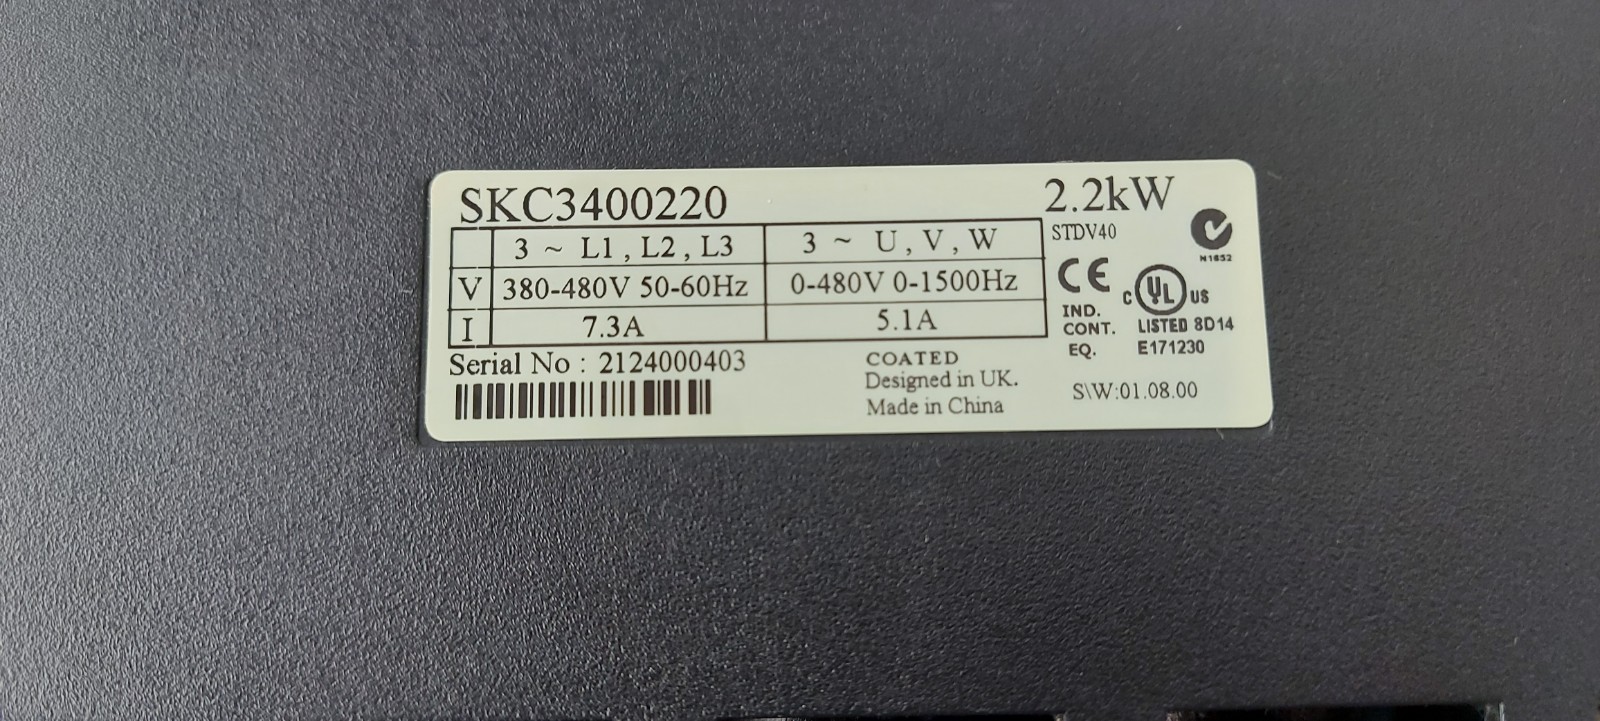 SKC3400220 2.2kW
3 ~ L1 , L2 , L3 3 ~ U , V , W STDV40
N1652
V 380-480V 50-60Hz 0-480V 0-1500Hz CE C UL US
I 7.3A 5.1A IND.
CONT. LISTED 8D14
EQ. E171230
Serial No : 2124000403 COATED
Designed in UK. S\W:01.08.00
Made in China